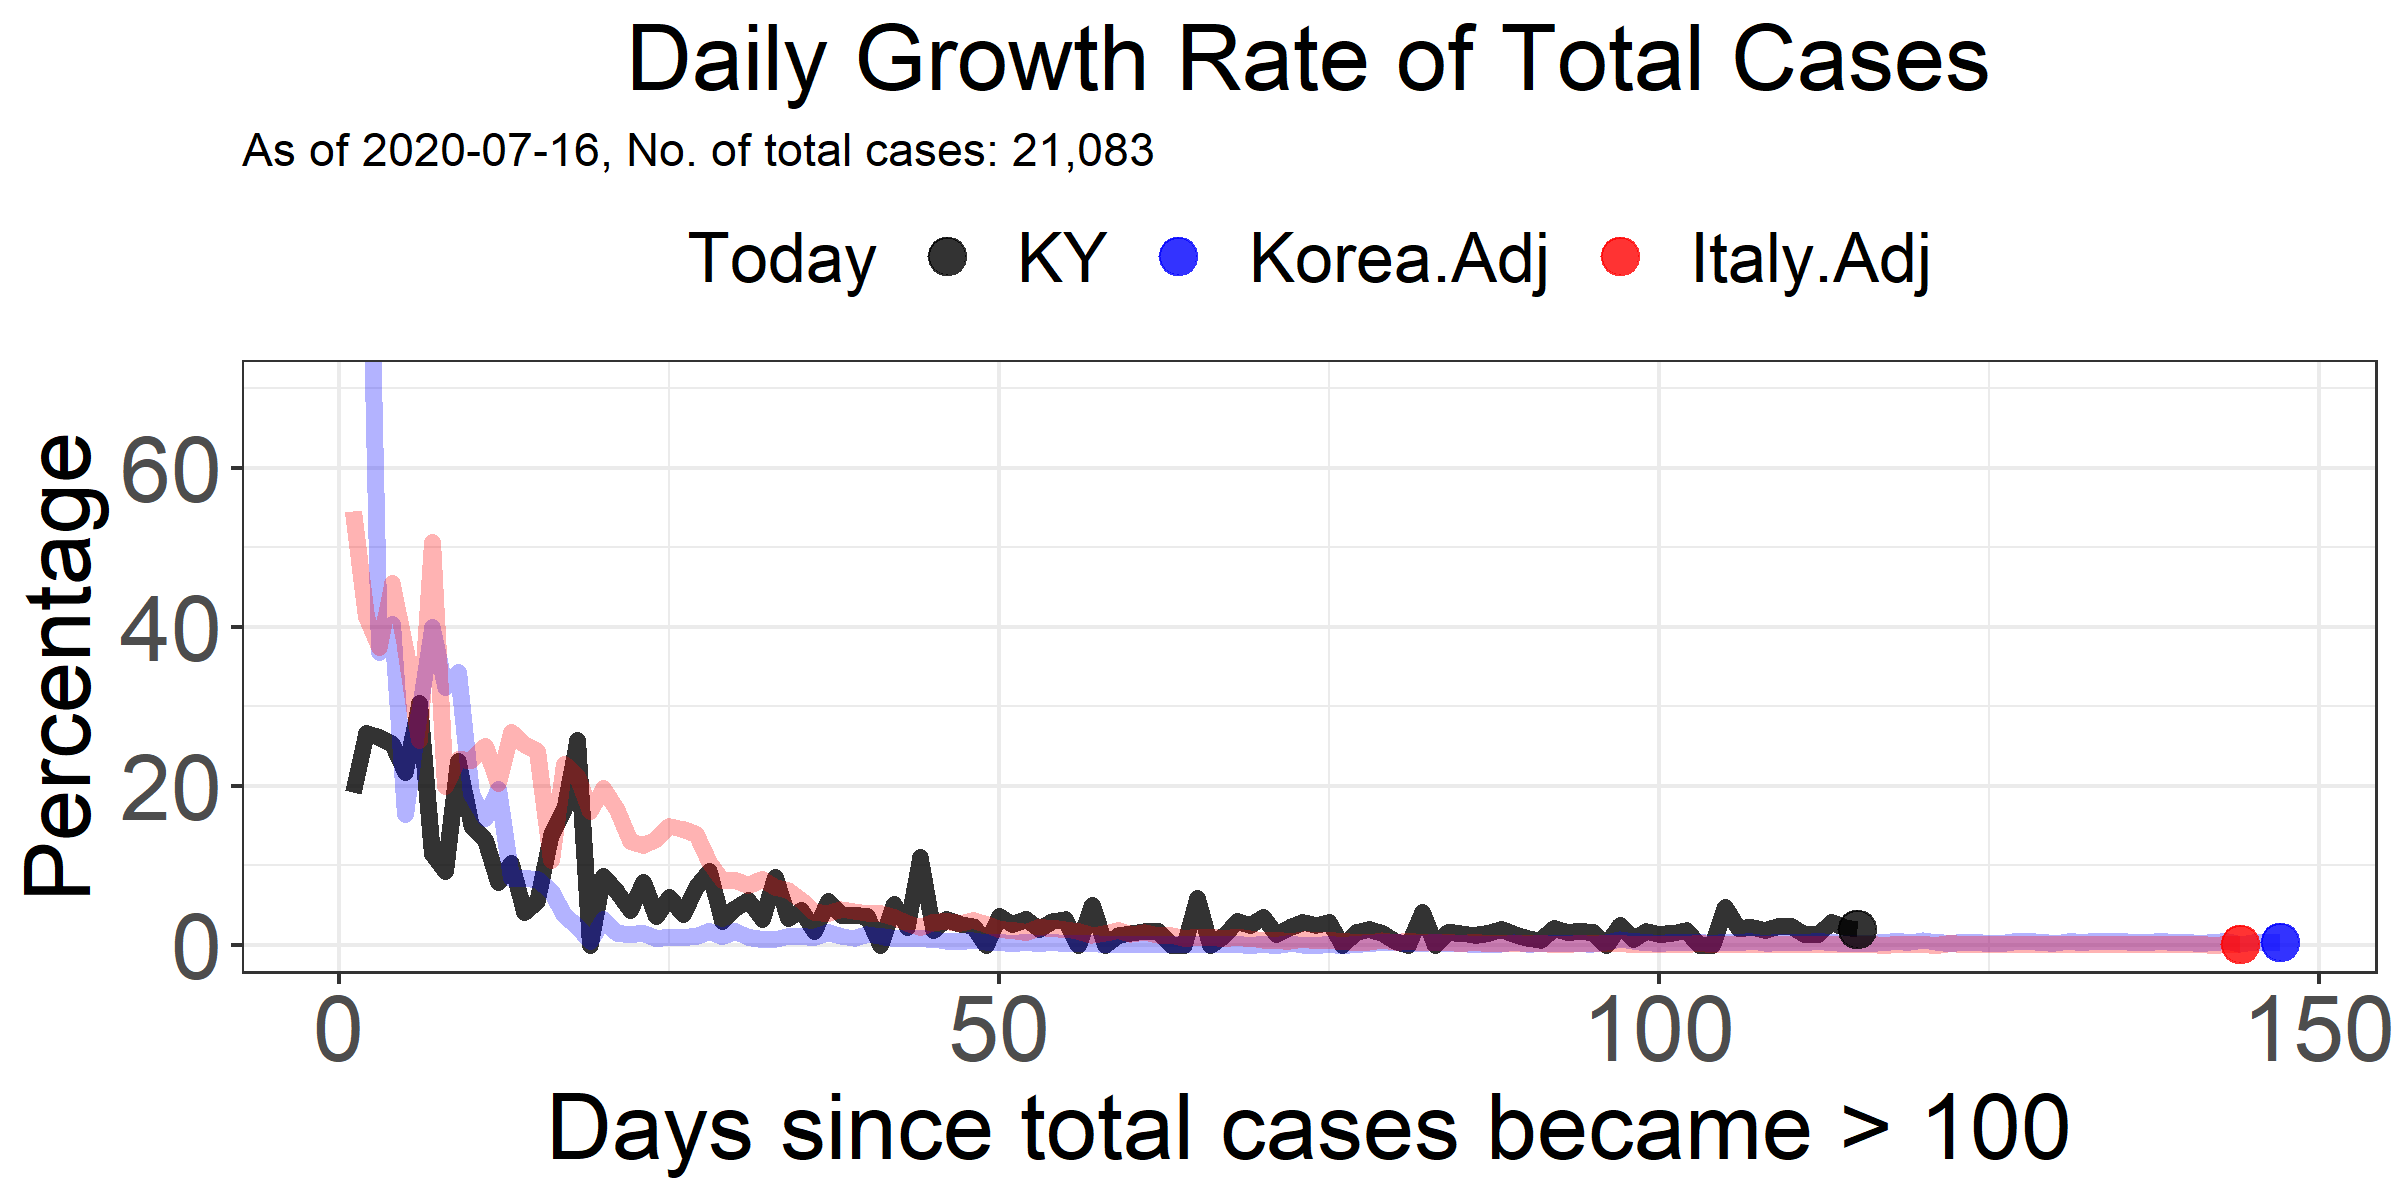 Daily Growth Rate of Total Cases
As of 2020-07-16, No. of total cases: 21,083
Today KY Korea.Adj Italy.Adj
Percentage
60
40
20
0
0 50 100 150
Days since total cases became > 100